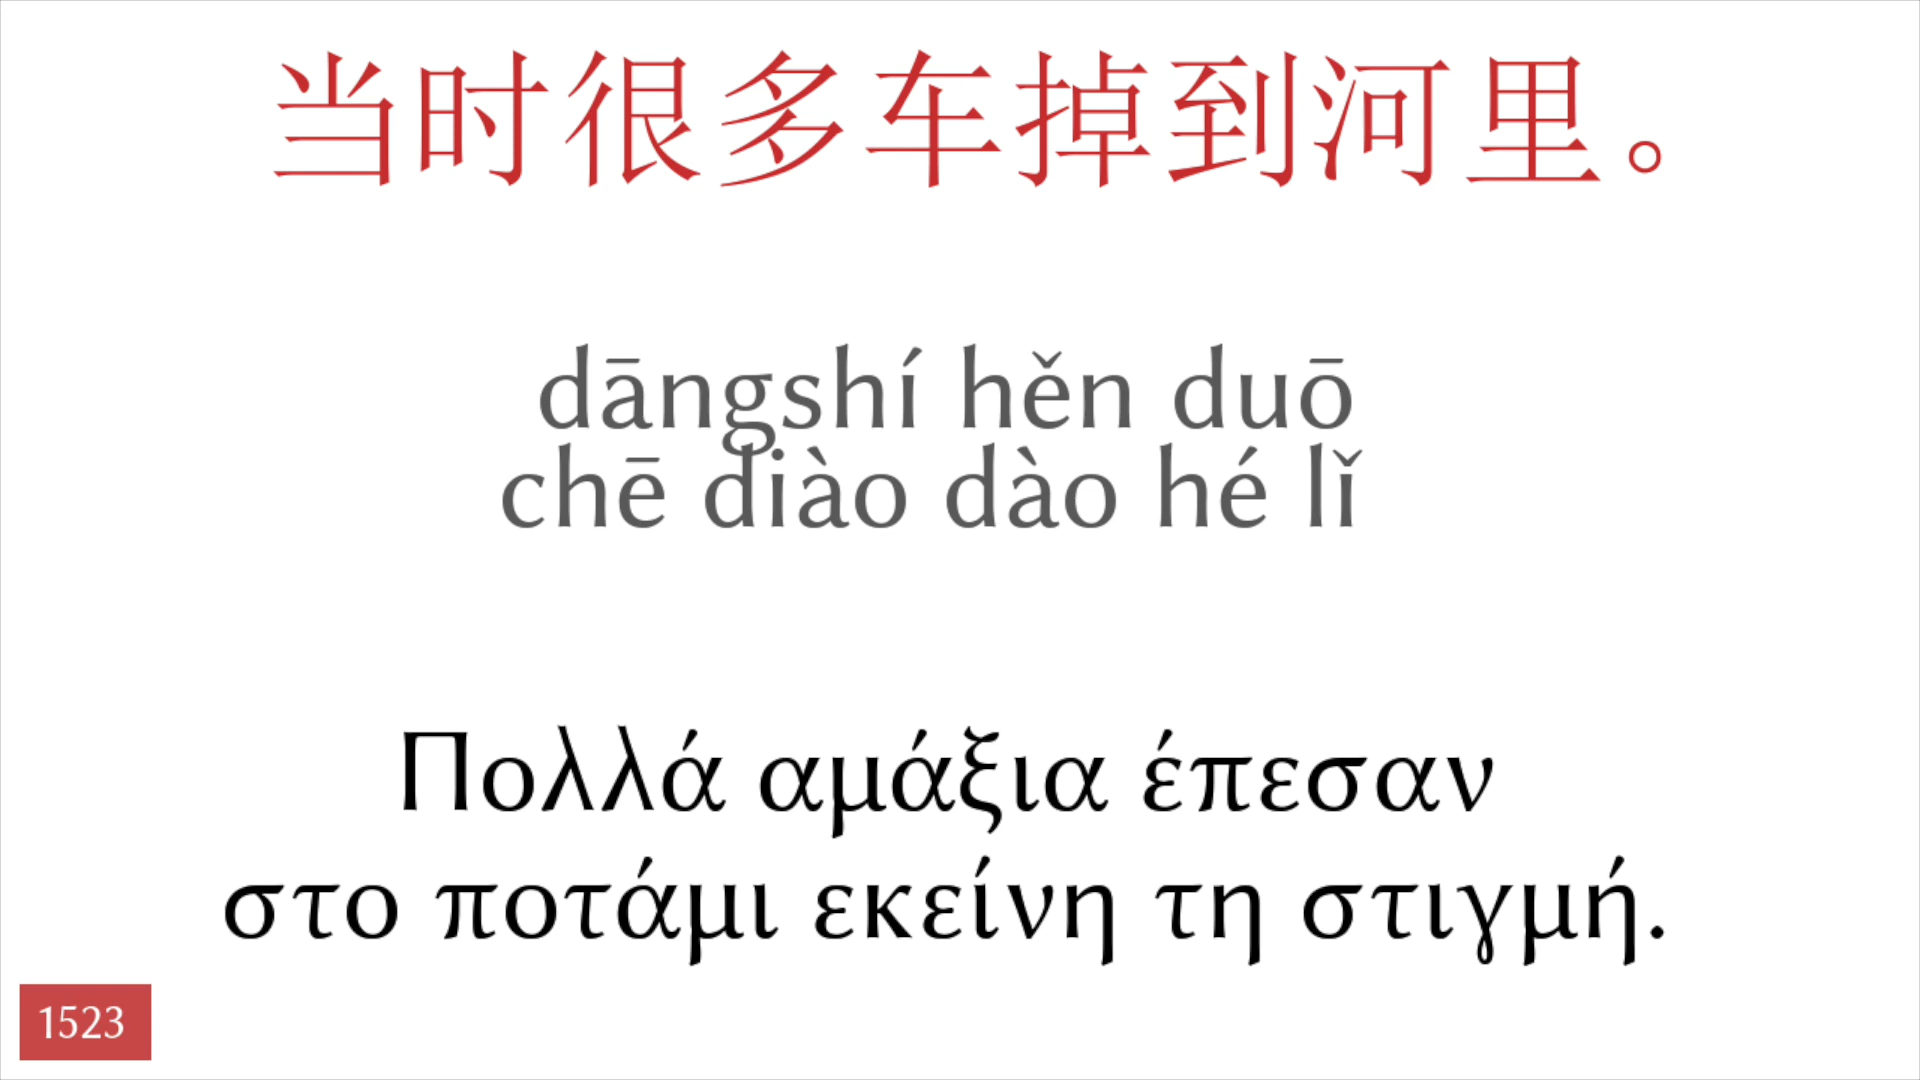 当时很多车掉到河里。
dāngshí hěn duō
chē diào dào hé lǐ
Πολλά αμάξια έπεσαν
στο ποτάμι εκείνη τη στιγμή.
1523